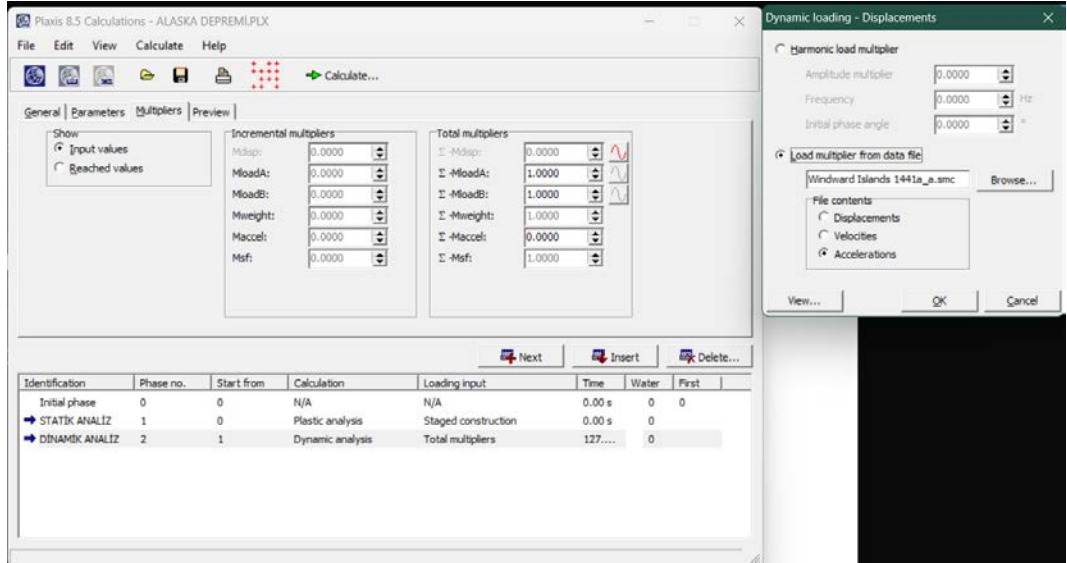 Plaxis 8.5 Calculations - ALASKA DEPREMİ.PLX
File Edit View Calculate Help
Calculate...
General Parameters Multipliers Preview
Show
Input values
Reached values
Incremental multipliers
Mdisp: 0.0000
MloadA: 0.0000
MloadB: 0.0000
Mweight: 0.0000
Maccel: 0.0000
Msf: 0.0000
Total multipliers
Σ -Mdisp: 0.0000
Σ -MloadA: 1.0000
Σ -MloadB: 1.0000
Σ -Mweight: 1.0000
Σ -Maccel: 0.0000
Σ -Msf: 1.0000
Next Insert Delete...
Identification Phase no. Start from Calculation Loading input Time Water First
Initial phase 0 0 N/A N/A 0.00 s 0 0
STATİK ANALİZ 1 0 Plastic analysis Staged construction 0.00 s 0
DİNAMİK ANALİZ 2 1 Dynamic analysis Total multipliers 127.... 0
Dynamic loading - Displacements
Harmonic load multiplier
Amplitude multiplier 0.0000
Frequency 0.0000 Hz
Initial phase angle 0.0000 °
Load multiplier from data file
Windward Islands 1441a_a.smc Browse...
File contents
Displacements
Velocities
Accelerations
View... OK Cancel